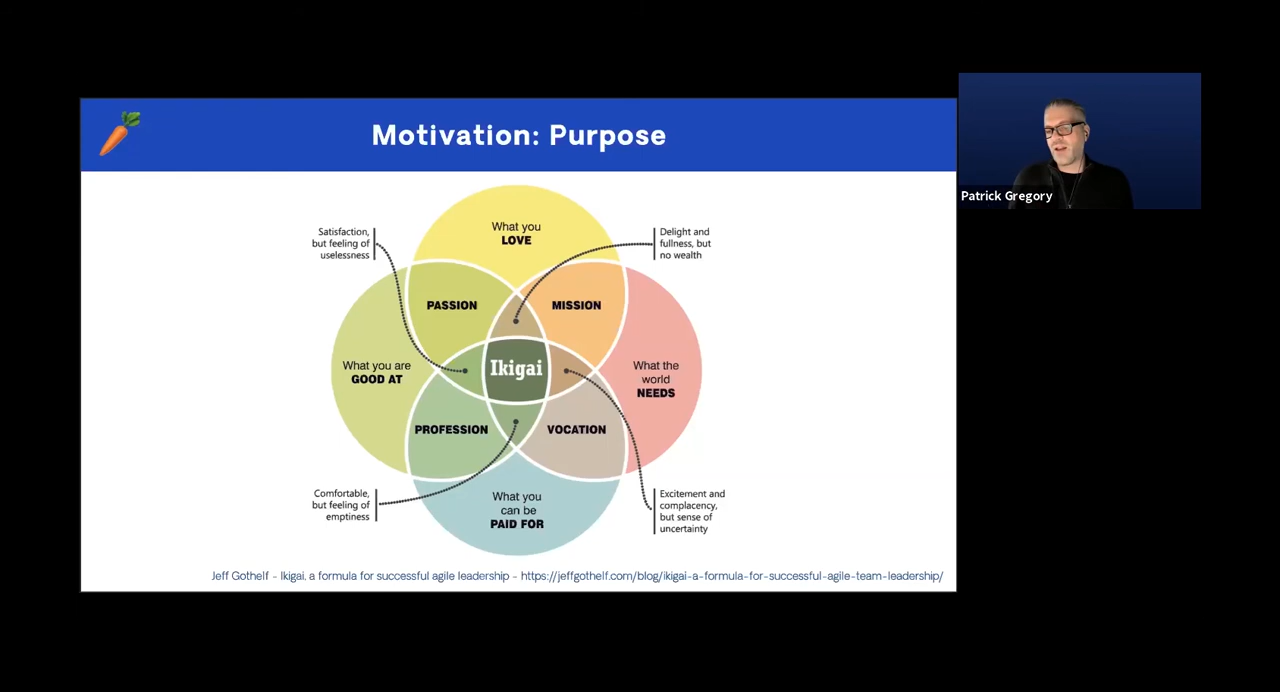 Motivation: Purpose
Patrick Gregory
What you
LOVE
Satisfaction,
but feeling of
uselessness
Delight and
fullness, but
no wealth
PASSION
MISSION
What you are
GOOD AT
Ikigai
What the
world
NEEDS
PROFESSION
VOCATION
Comfortable,
but feeling of
emptiness
What you
can be
PAID FOR
Excitement and
complacency,
but sense of
uncertainty
Jeff Gothelf - Ikigai, a formula for successful agile leadership - https://jeffgothelf.com/blog/ikigai-a-formula-for-successful-agile-team-leadership/